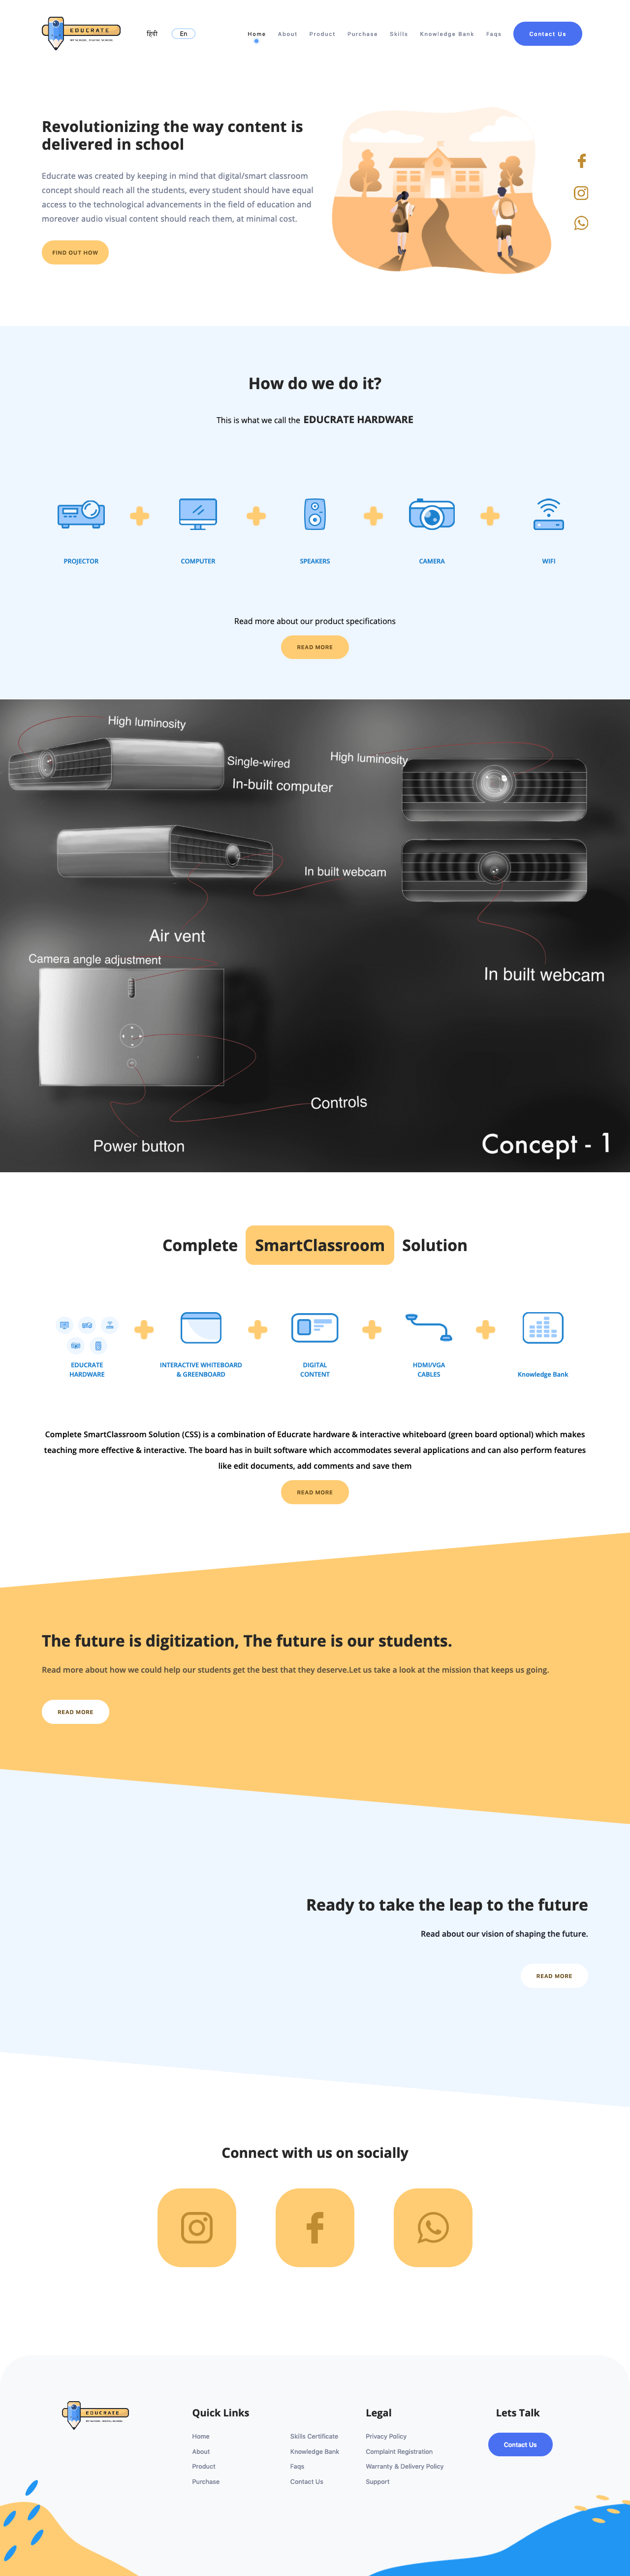 EDUCRATE
हिंदी
En
Home
About
Product
Purchase
Skills
Knowledge Bank
Faqs
Contact Us
Revolutionizing the way content is
delivered in school
Educrate was created by keeping in mind that digital/smart classroom
concept should reach all the students, every student should have equal
access to the technological advancements in the field of education and
moreover audio visual content should reach them, at minimal cost.
FIND OUT HOW
How do we do it?
This is what we call the EDUCRATE HARDWARE
PROJECTOR
COMPUTER
SPEAKERS
CAMERA
WIFI
Read more about our product specifications
READ MORE
High luminosity
Single-wired
In-built computer
High luminosity
In built webcam
Air vent
Camera angle adjustment
In built webcam
Controls
Power button
Concept - 1
Complete SmartClassroom Solution
EDUCRATE
HARDWARE
INTERACTIVE WHITEBOARD
& GREENBOARD
DIGITAL
CONTENT
HDMI/VGA
CABLES
Knowledge Bank
Complete SmartClassroom Solution (CSS) is a combination of Educrate hardware & interactive whiteboard (green board optional) which makes
teaching more effective & interactive. The board has in built software which accommodates several applications and can also perform features
like edit documents, add comments and save them
READ MORE
The future is digitization, The future is our students.
Read more about how we could help our students get the best that they deserve.Let us take a look at the mission that keeps us going.
READ MORE
Ready to take the leap to the future
Read about our vision of shaping the future.
READ MORE
Connect with us on socially
EDUCRATE
Quick Links
Home
About
Product
Purchase
Skills Certificate
Knowledge Bank
Faqs
Contact Us
Legal
Privacy Policy
Complaint Registration
Warranty & Delivery Policy
Support
Lets Talk
Contact Us